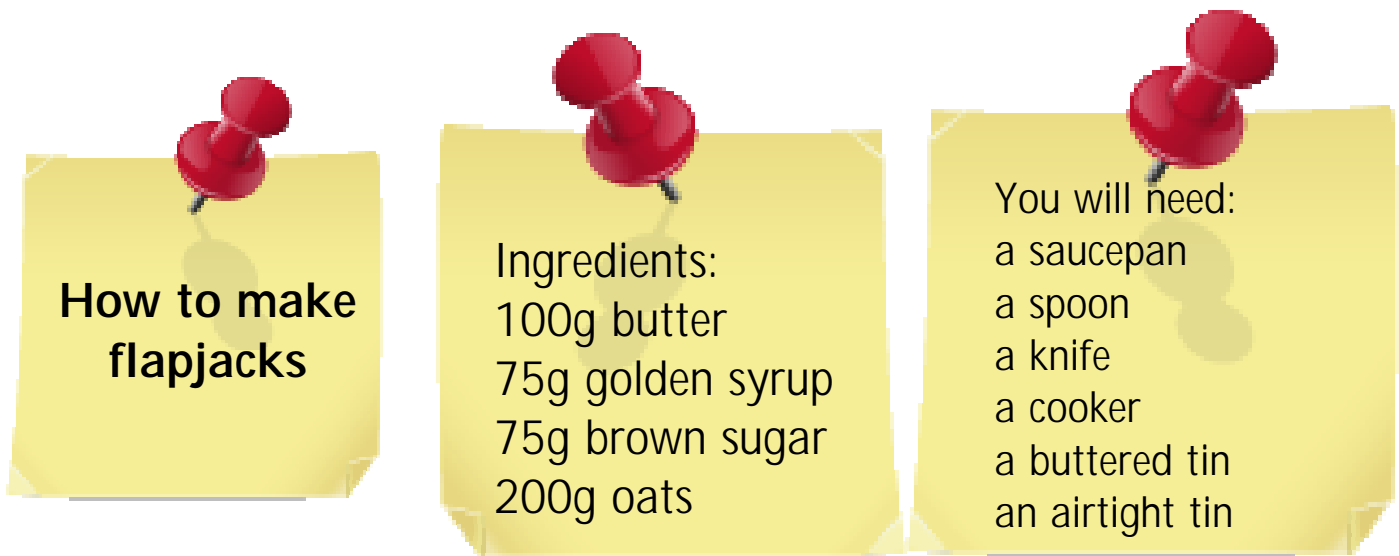 How to make
flapjacks
Ingredients:
100g butter
75g golden syrup
75g brown sugar
200g oats
You will need:
a saucepan
a spoon
a knife
a cooker
a buttered tin
an airtight tin